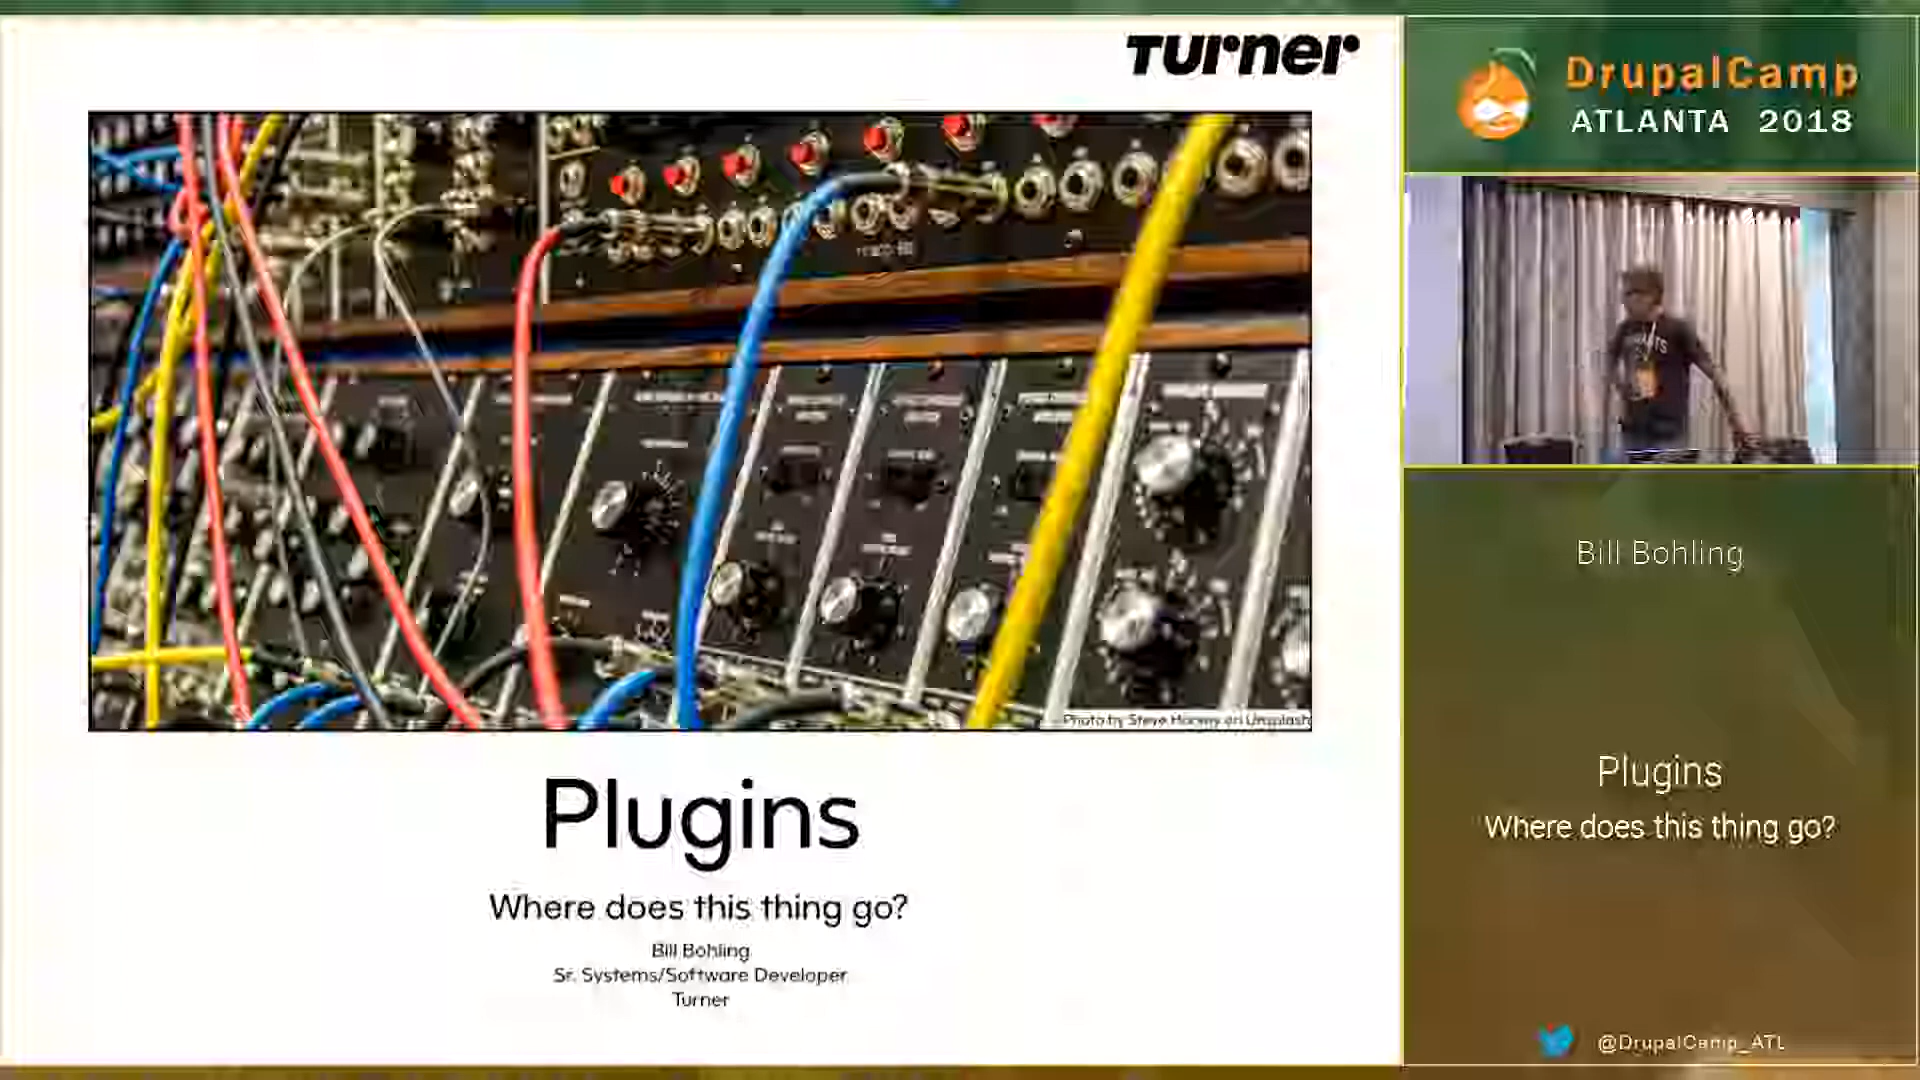 Turner
Photo by Steve Harvey on Unsplash
Plugins
Where does this thing go?
Bill Bohling
Sr. Systems/Software Developer
Turner
DrupalCamp
ATLANTA 2018
Bill Bohling
Plugins
Where does this thing go?
@DrupalCamp_ATL